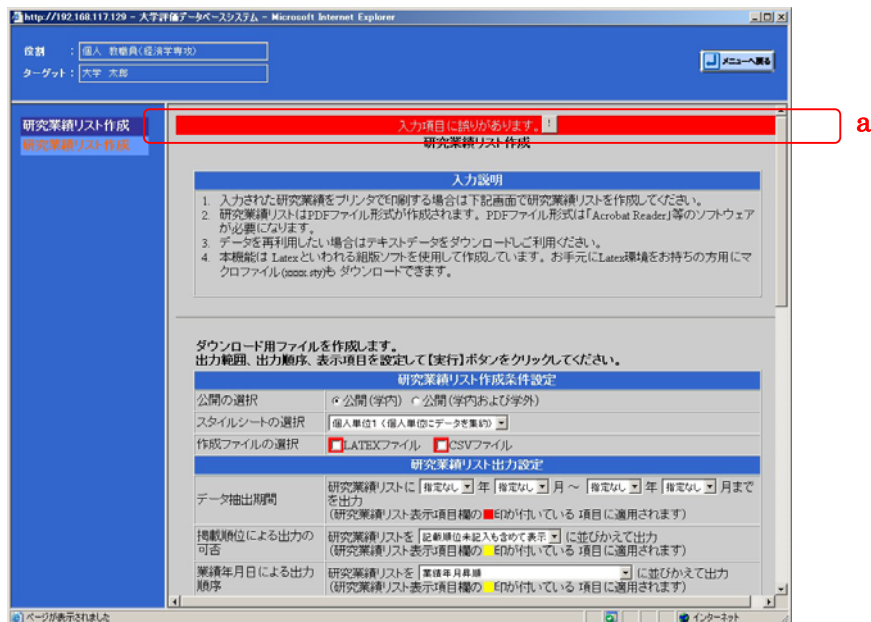 http://192.168.117.129 - 大学評価データベースシステム - Microsoft Internet Explorer
役割 : 個人 教職員(経済学専攻)
ターゲット : 大学 太郎
メニューへ戻る
研究業績リスト作成
研究業績リスト作成
入力項目に誤りがあります。 !
a
研究業績リスト作成
入力説明
1. 入力された研究業績をプリンタで印刷する場合は下記画面で研究業績リストを作成してください。
2. 研究業績リストはPDFファイル形式が作成されます。PDFファイル形式は「Acrobat Reader」等のソフトウェア
が必要になります。
3. データを再利用したい場合はテキストデータをダウンロードしご利用ください。
4. 本機能は Latexといわれる組版ソフトを使用して作成しています。お手元にLatex環境をお持ちの方用にマ
クロファイル(xxxx.sty)も ダウンロードできます。
ダウンロード用ファイルを作成します。
出力範囲、出力順序、表示項目を設定して【実行】ボタンをクリックしてください。
研究業績リスト作成条件設定
公開の選択 公開(学内) 公開(学内および学外)
スタイルシートの選択 個人単位1(個人単位にデータを集約)
作成ファイルの選択 LATEXファイル CSVファイル
研究業績リスト出力設定
データ抽出期間 研究業績リストに 指定なし 年 指定なし 月 ~ 指定なし 年 指定なし 月まで
を出力
(研究業績リスト表示項目欄の■印が付いている 項目に適用されます)
掲載順位による出力の
可否
研究業績リストを 記載順位未記入も含めて表示 に並びかえて出力
(研究業績リスト表示項目欄の■印が付いている 項目に適用されます)
業績年月日による出力
順序
研究業績リストを 業績年月昇順 に並びかえて出力
(研究業績リスト表示項目欄の■印が付いている 項目に適用されます)
ページが表示されました
インターネット